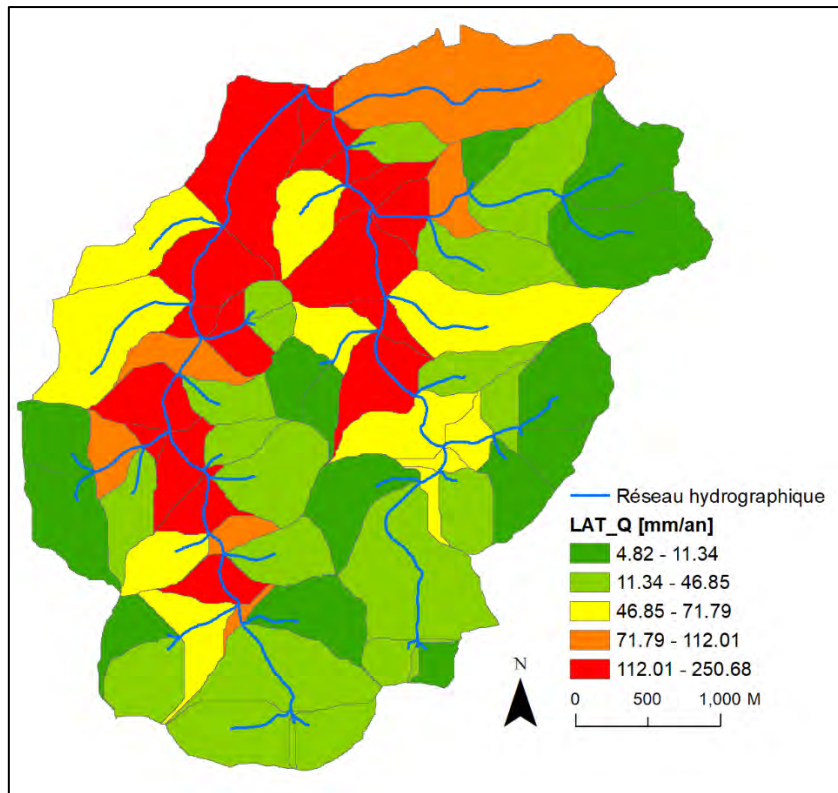 Réseau hydrographique
LAT_Q [mm/an]
4.82 - 11.34
11.34 - 46.85
46.85 - 71.79
71.79 - 112.01
112.01 - 250.68
N
0 500 1,000 M